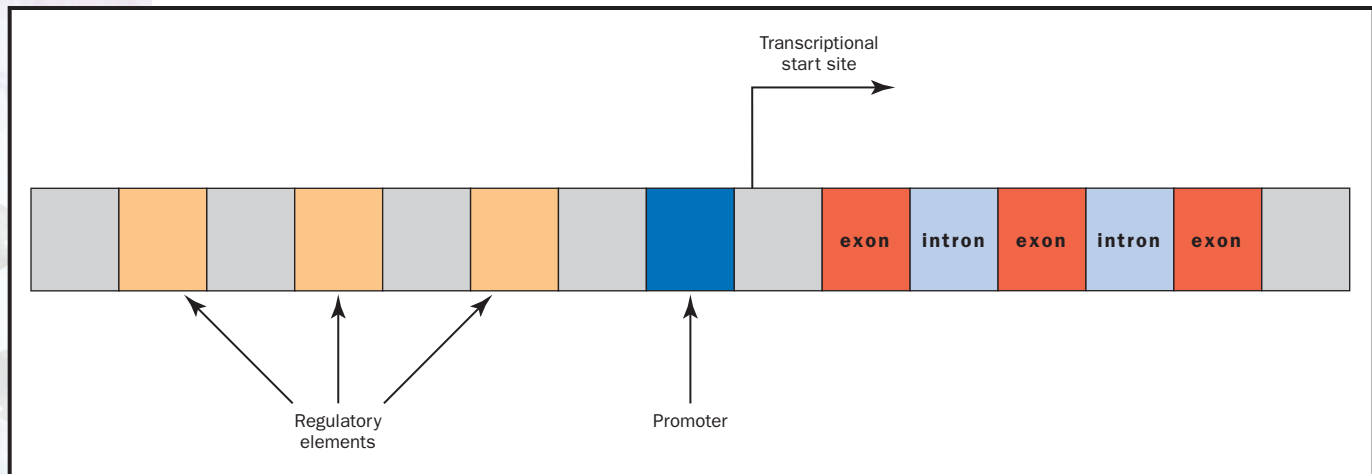 Transcriptional
start site
exon intron exon intron exon
Regulatory
elements
Promoter